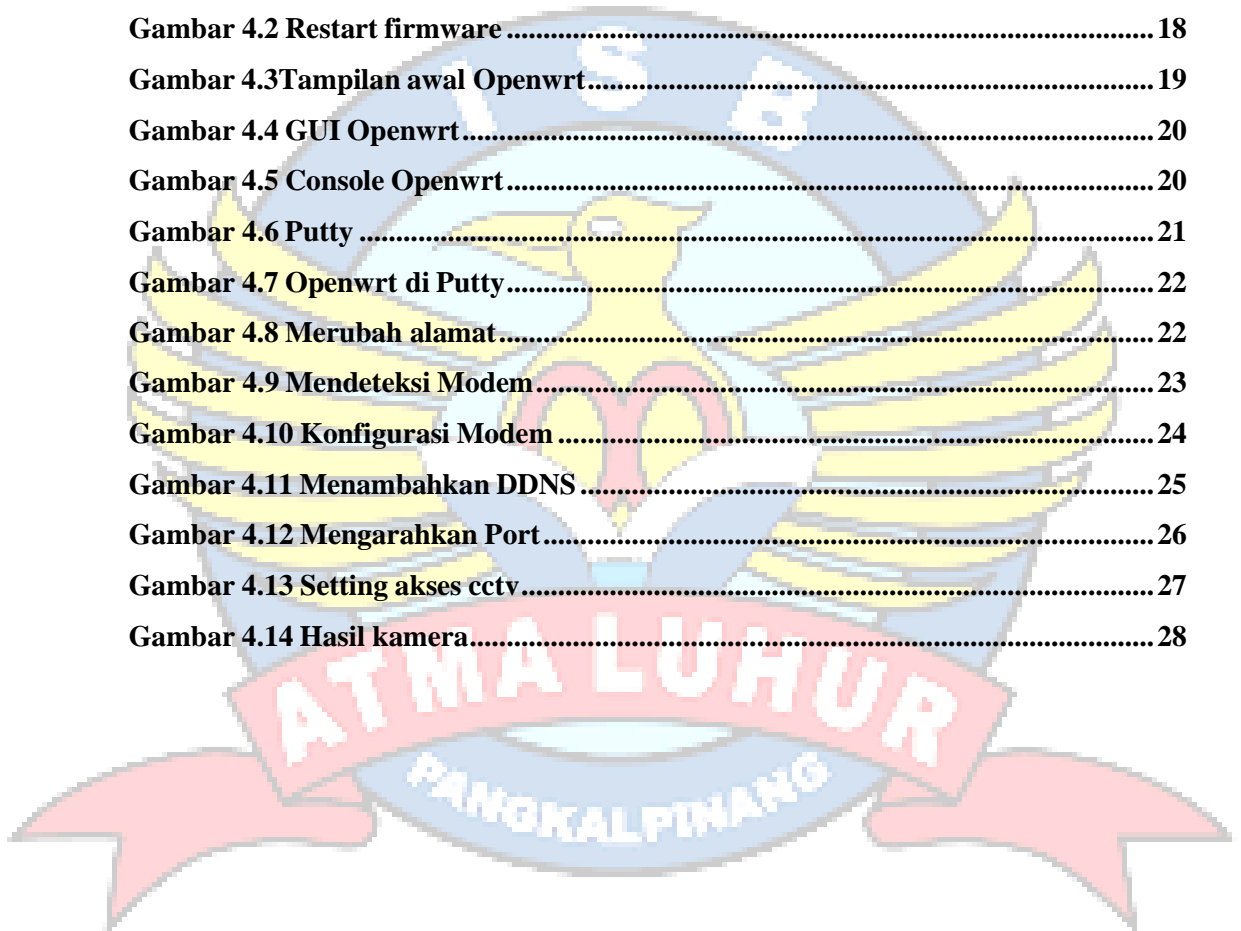 Gambar 4.2 Restart firmware ........ 18
Gambar 4.3Tampilan awal Openwrt ........ 19
Gambar 4.4 GUI Openwrt ........ 20
Gambar 4.5 Console Openwrt ........ 20
Gambar 4.6 Putty ........ 21
Gambar 4.7 Openwrt di Putty ........ 22
Gambar 4.8 Merubah alamat ........ 22
Gambar 4.9 Mendeteksi Modem ........ 23
Gambar 4.10 Konfigurasi Modem ........ 24
Gambar 4.11 Menambahkan DDNS ........ 25
Gambar 4.12 Mengarahkan Port ........ 26
Gambar 4.13 Setting akses cctv ........ 27
Gambar 4.14 Hasil kamera ........ 28
I S B
ATMA LUHUR
PANGKALPINANG